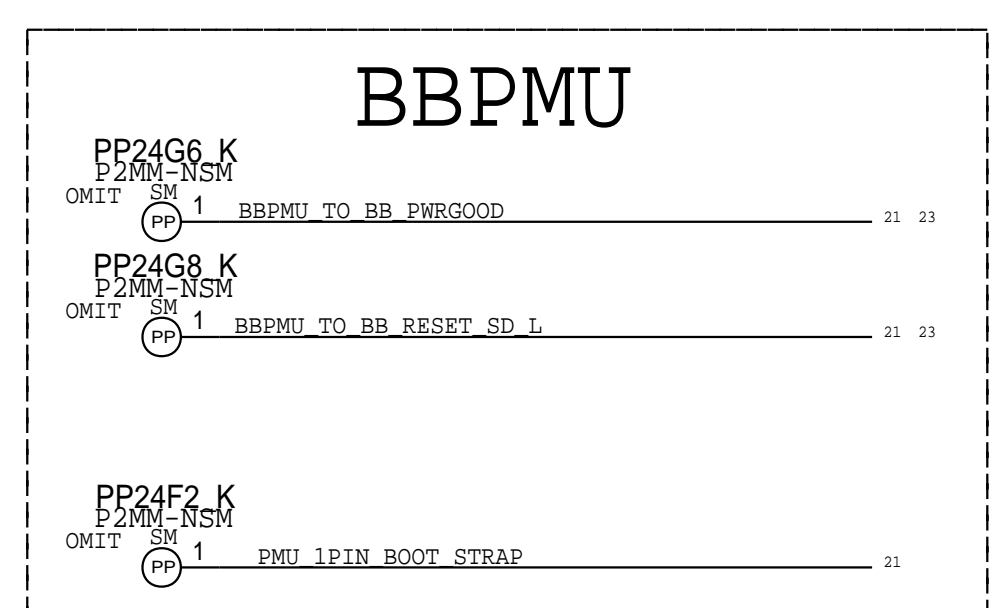 BBPMU
PP24G6_K
P2MM-NSM
OMIT SM
PP 1 BBPMU_TO_BB_PWRGOOD 21 23
PP24G8_K
P2MM-NSM
OMIT SM
PP 1 BBPMU_TO_BB_RESET_SD_L 21 23
PP24F2_K
P2MM-NSM
OMIT SM
PP 1 PMU_1PIN_BOOT_STRAP 21